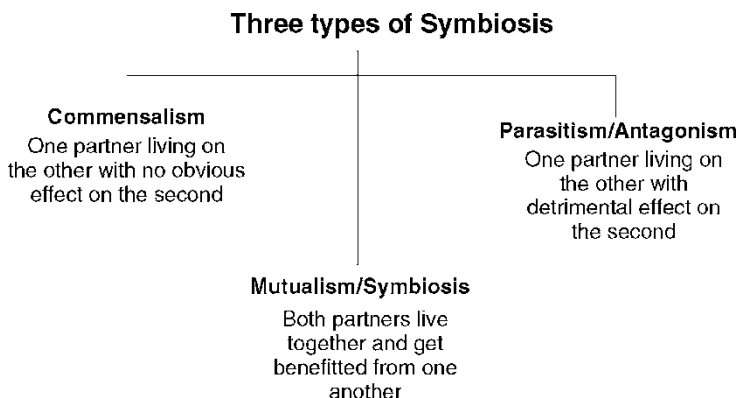 Three types of Symbiosis
Commensalism
One partner living on
the other with no obvious
effect on the second
Parasitism/Antagonism
One partner living on
the other with
detrimental effect on
the second
Mutualism/Symbiosis
Both partners live
together and get
benefitted from one
another